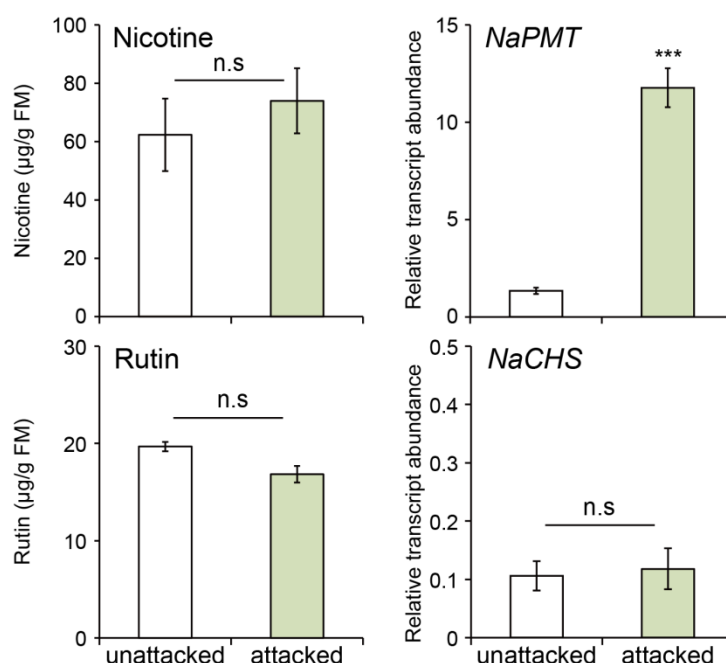 Nicotine
n.s
Nicotine (µg/g FM)
100
80
60
40
20
0
NaPMT
***
Relative transcript abundance
15
10
5
0
Rutin
n.s
Rutin (µg/g FM)
30
20
10
0
unattacked attacked
NaCHS
n.s
Relative transcript abundance
0.5
0.4
0.3
0.2
0.1
0
unattacked attacked